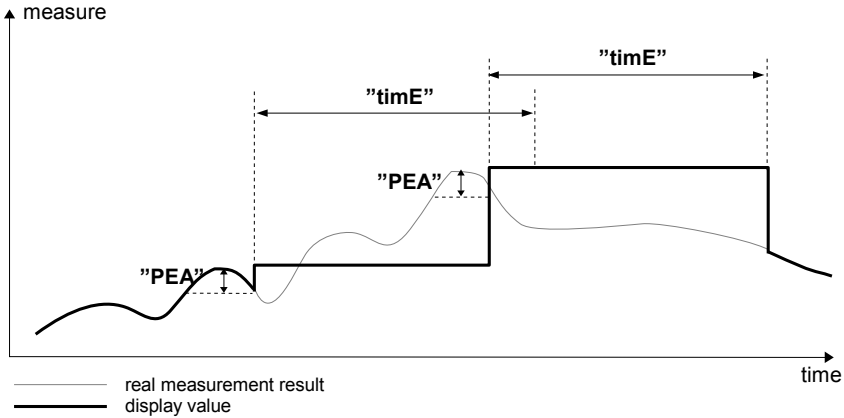 measure
”timE”
”timE”
”PEA”
”PEA”
time
real measurement result
display value